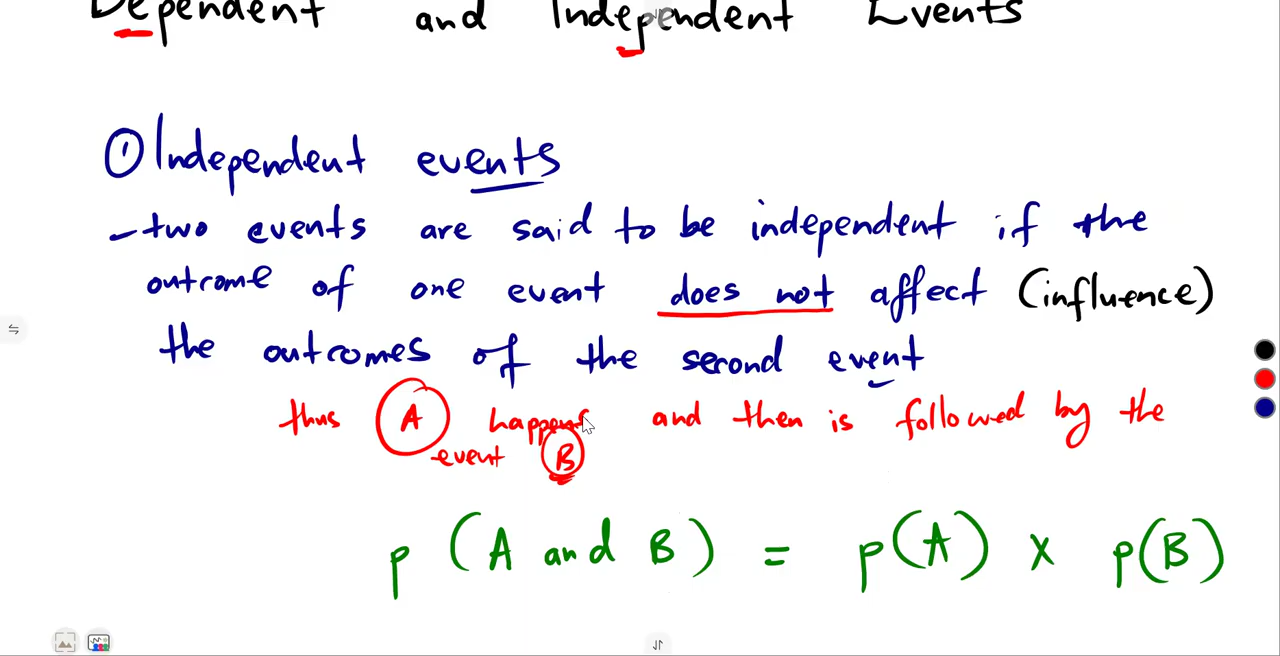 Dependent and Independent Events
① Independent events
- two events are said to be independent if the
outcome of one event does not affect (influence)
the outcomes of the second event
thus A happens and then is followed by the
event B
p (A and B) = p(A) x p(B)